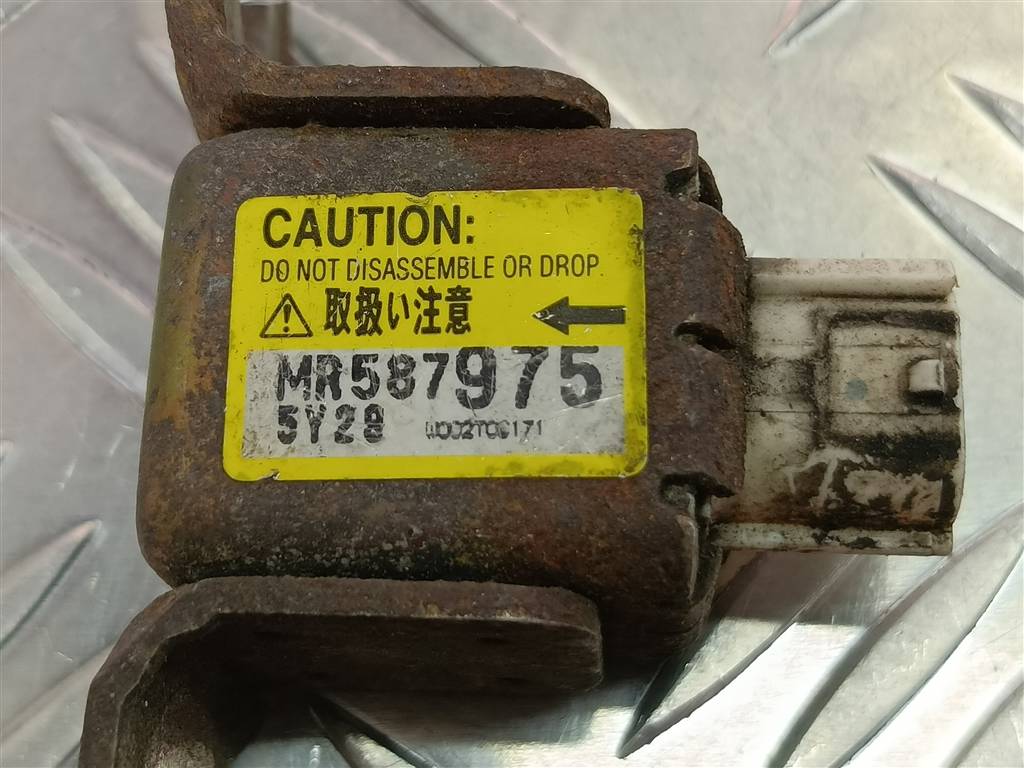 CAUTION:
DO NOT DISASSEMBLE OR DROP.
取扱い注意
MR587975
5Y28